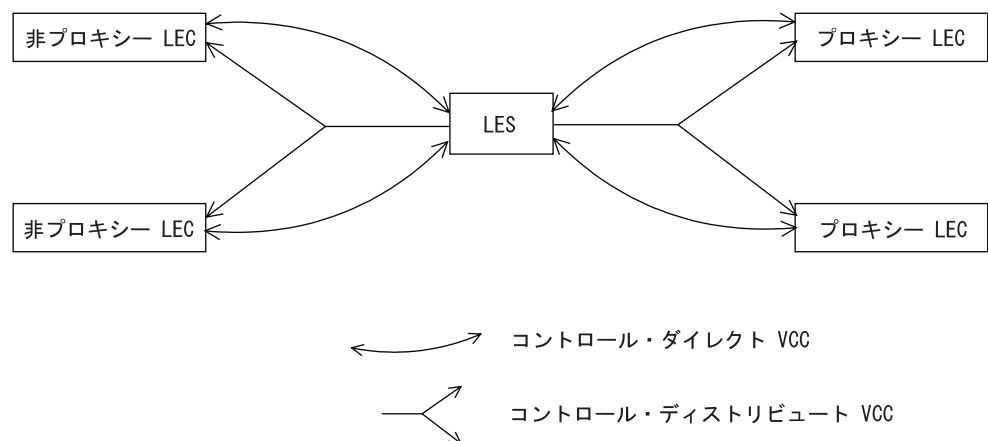 非プロキシー LEC
プロキシー LEC
LES
非プロキシー LEC
プロキシー LEC
コントロール・ダイレクト VCC
コントロール・ディストリビュート VCC